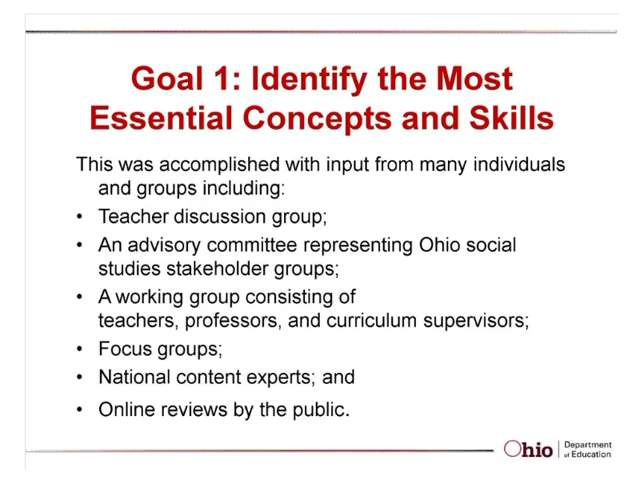 Goal 1: Identify the Most
Essential Concepts and Skills
This was accomplished with input from many individuals
and groups including:
• Teacher discussion group;
• An advisory committee representing Ohio social
studies stakeholder groups;
• A working group consisting of
teachers, professors, and curriculum supervisors;
• Focus groups;
• National content experts; and
• Online reviews by the public.
Ohio | Department
of Education